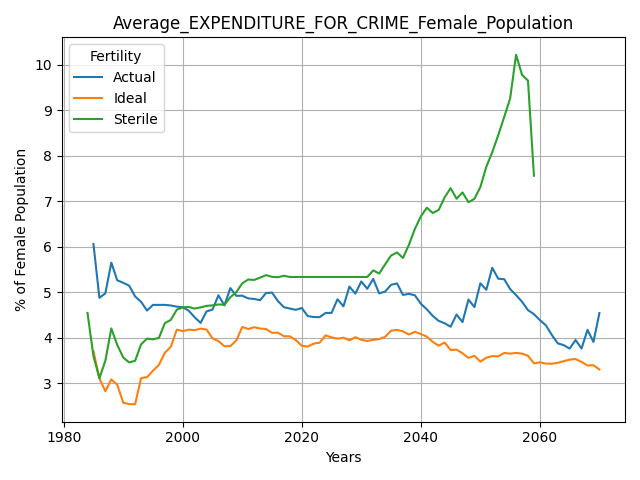 Average_EXPENDITURE_FOR_CRIME_Female_Population
Fertility
Actual
Ideal
Sterile
% of Female Population
10
9
8
7
6
5
4
3
1980
2000
2020
2040
2060
Years